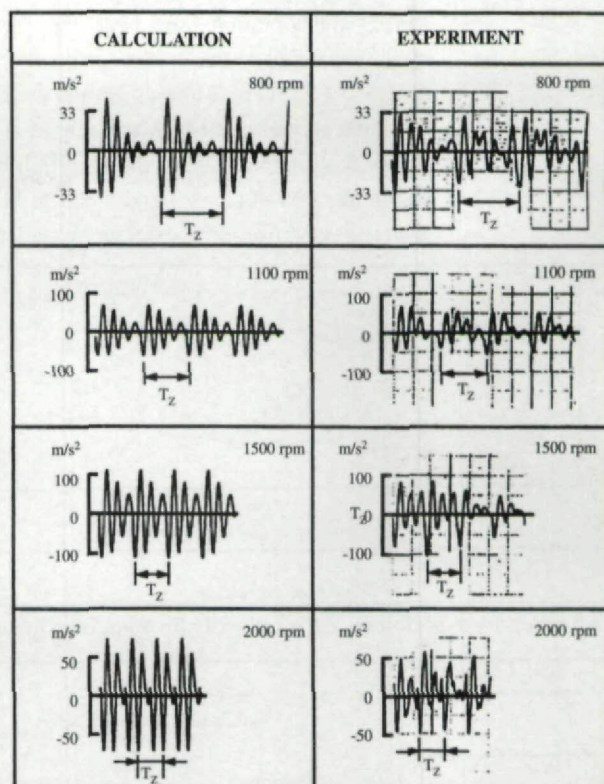 CALCULATION
EXPERIMENT
m/s²
800 rpm
33
0
-33
T_Z
m/s²
800 rpm
33
0
-33
T_Z
m/s²
1100 rpm
100
0
-100
T_Z
m/s²
1100 rpm
100
0
-100
T_Z
m/s²
1500 rpm
100
0
-100
T_Z
m/s²
1500 rpm
100
T_Z0
-100
T_Z
m/s²
2000 rpm
50
0
-50
T_Z
m/s²
2000 rpm
50
0
-50
T_Z